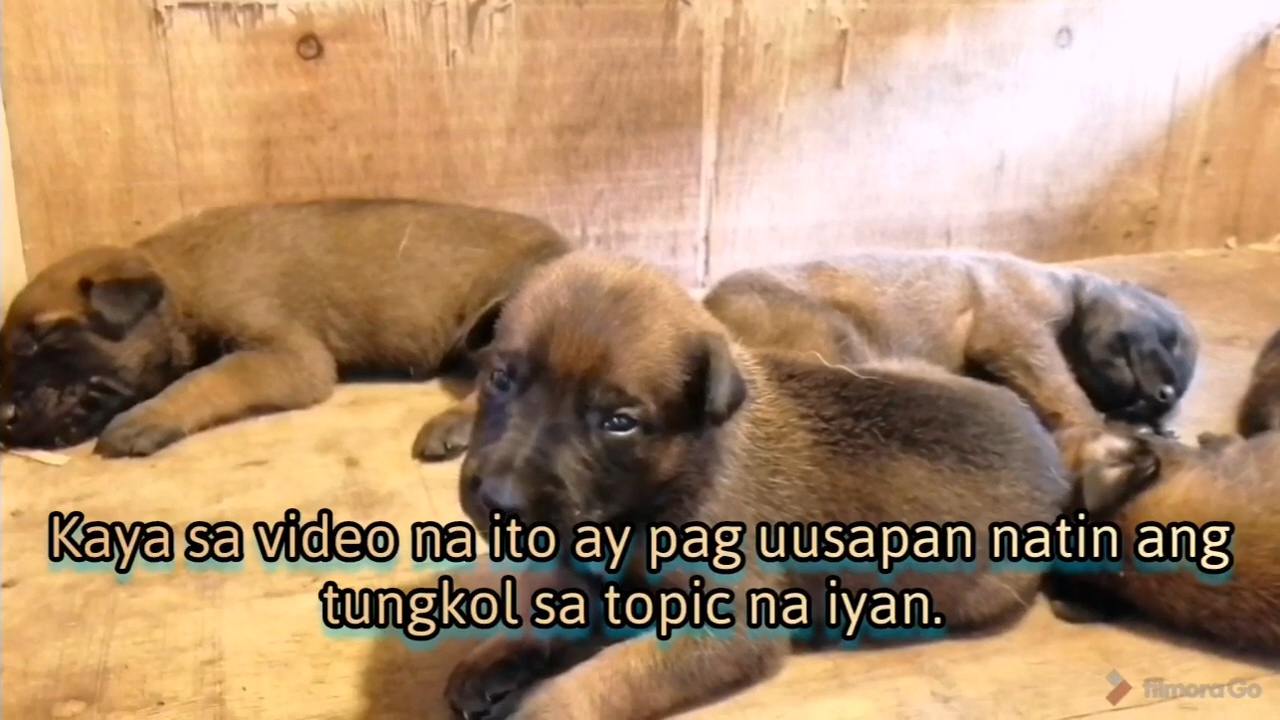 Kaya sa video na ito ay pag uusapan natin ang
tungkol sa topic na iyan.
filmoraGo